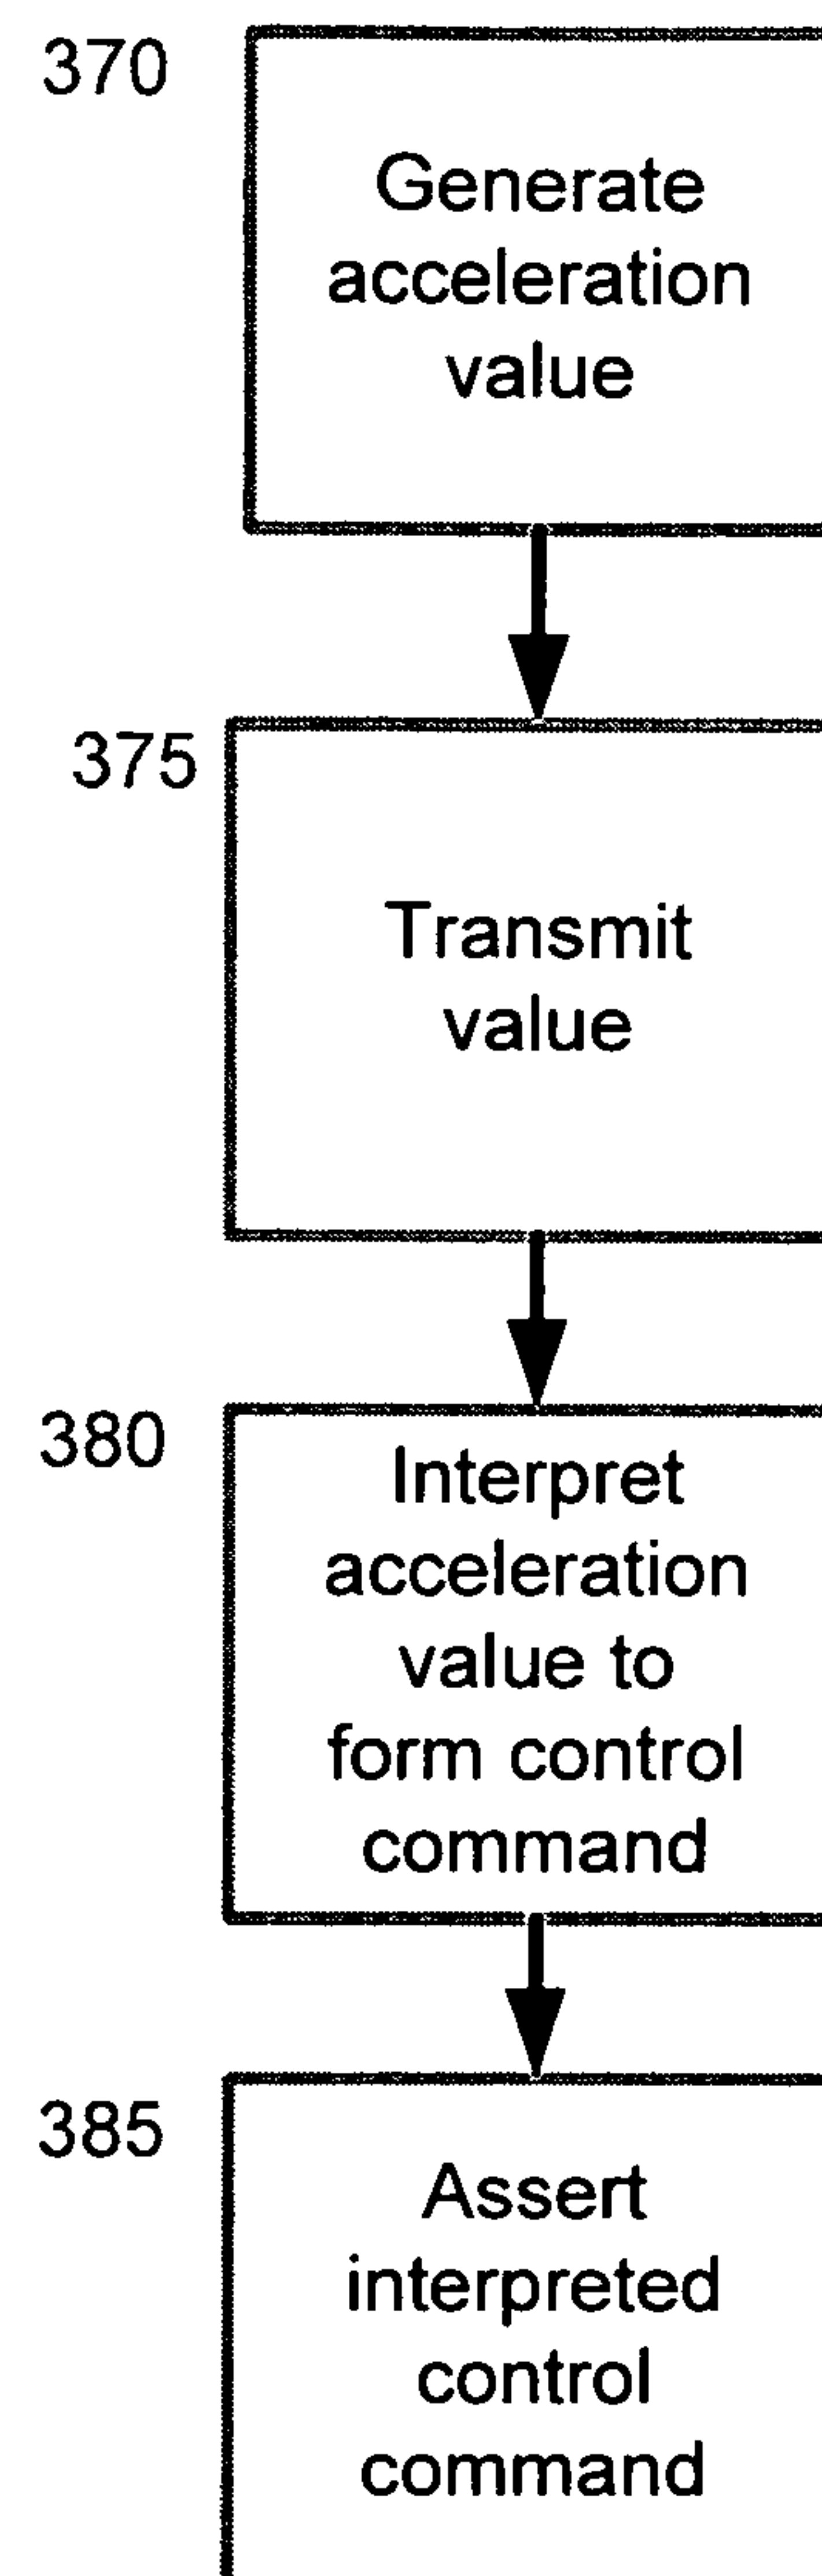 370
Generate
acceleration
value
375
Transmit
value
380
Interpret
acceleration
value to
form control
command
385
Assert
interpreted
control
command